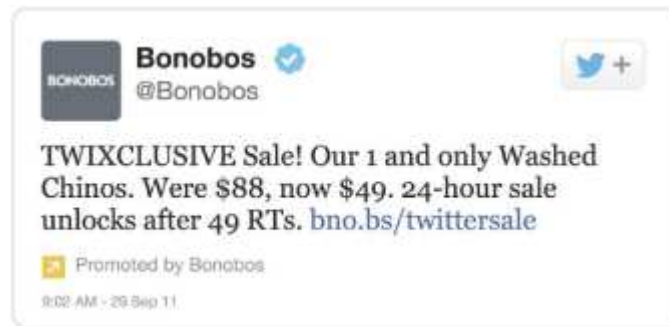 BONOBOS
Bonobos
@Bonobos
+
TWIXCLUSIVE Sale! Our 1 and only Washed
Chinos. Were $88, now $49. 24-hour sale
unlocks after 49 RTs. bno.bs/twittersale
Promoted by Bonobos
9:02 AM - 29 Sep 11